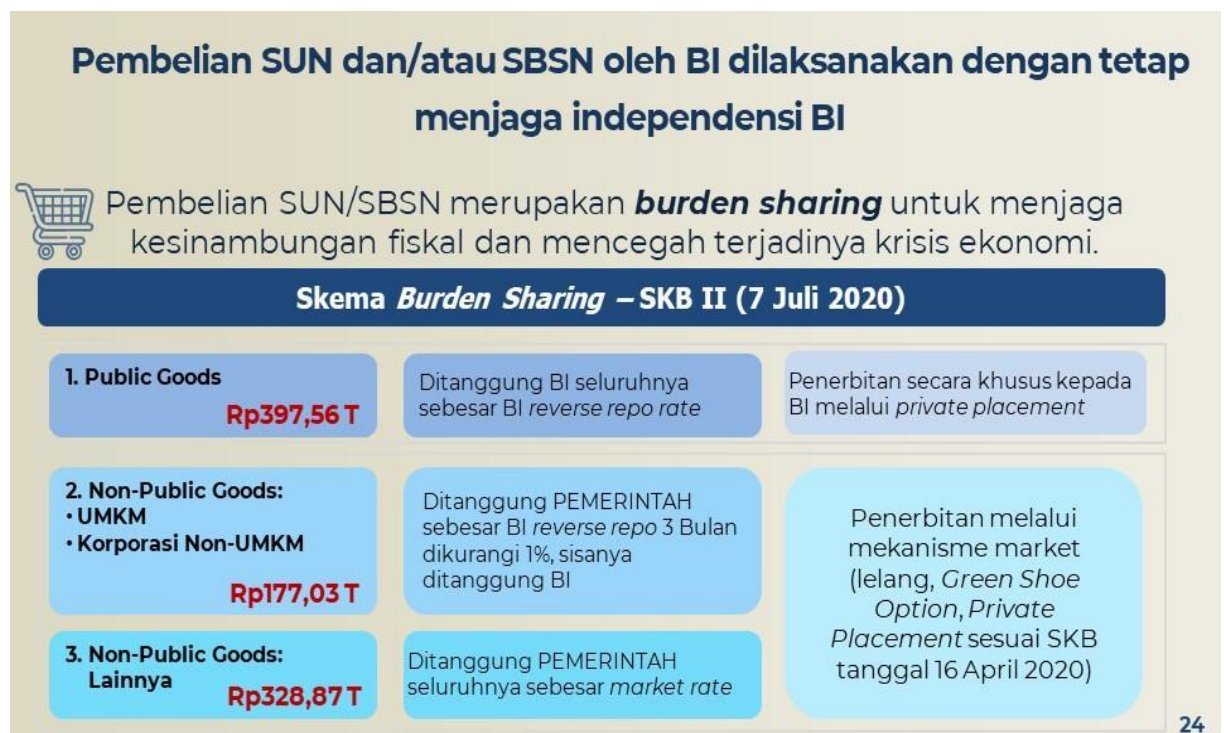 Pembelian SUN dan/atau SBSN oleh BI dilaksanakan dengan tetap
menjaga independensi BI
Pembelian SUN/SBSN merupakan burden sharing untuk menjaga
kesinambungan fiskal dan mencegah terjadinya krisis ekonomi.
Skema Burden Sharing – SKB II (7 Juli 2020)
1. Public Goods
Rp397,56 T
Ditanggung BI seluruhnya
sebesar BI reverse repo rate
Penerbitan secara khusus kepada
BI melalui private placement
2. Non-Public Goods:
• UMKM
• Korporasi Non-UMKM
Rp177,03 T
Ditanggung PEMERINTAH
sebesar BI reverse repo 3 Bulan
dikurangi 1%, sisanya
ditanggung BI
Penerbitan melalui
mekanisme market
(lelang, Green Shoe
Option, Private
Placement sesuai SKB
tanggal 16 April 2020)
3. Non-Public Goods:
Lainnya
Rp328,87 T
Ditanggung PEMERINTAH
seluruhnya sebesar market rate
24